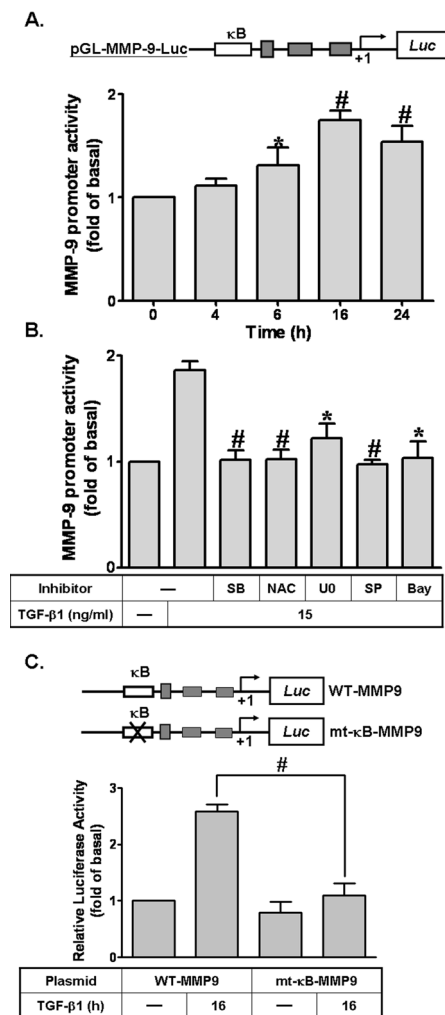 A.
κB
pGL-MMP-9-Luc
+1
Luc
MMP-9 promoter activity
(fold of basal)
2
1
0
*
#
#
0 4 6 16 24
Time (h)
B.
MMP-9 promoter activity
(fold of basal)
2
1
0
# # * # *
Inhibitor — SB NAC U0 SP Bay
TGF-β1 (ng/ml) — 15
C.
κB
+1
Luc
WT-MMP9
κB
+1
Luc
mt-κB-MMP9
#
Relative Luciferase Activity
(fold of basal)
3
2
1
0
Plasmid WT-MMP9 mt-κB-MMP9
TGF-β1 (h) — 16 — 16